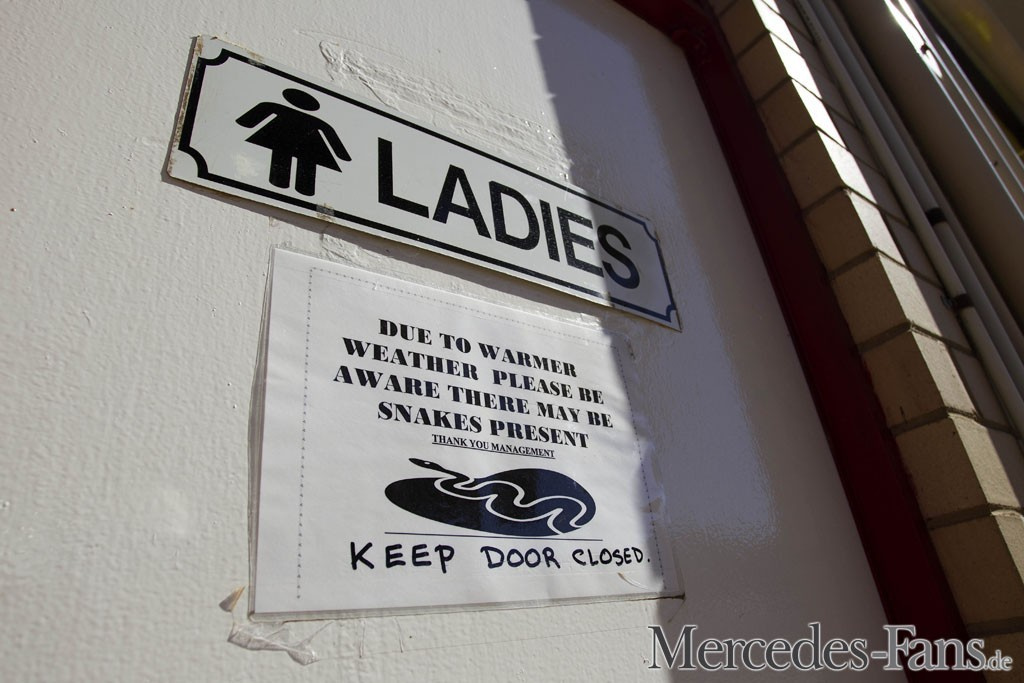 LADIES
DUE TO WARMER
WEATHER PLEASE BE
AWARE THERE MAY BE
SNAKES PRESENT
THANK YOU MANAGEMENT
KEEP DOOR CLOSED.
Mercedes-Fans.de